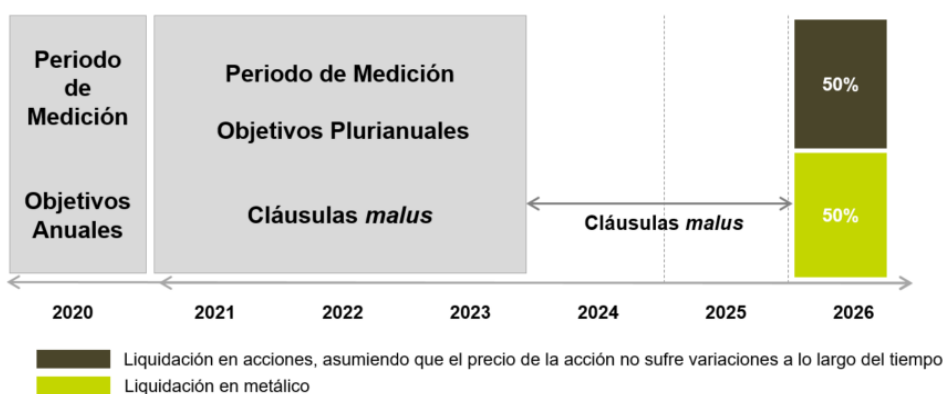 Periodo
de
Medición
Objetivos
Anuales
Periodo de Medición
Objetivos Plurianuales
Cláusulas malus
Cláusulas malus
50%
50%
2020
2021
2022
2023
2024
2025
2026
Liquidación en acciones, asumiendo que el precio de la acción no sufre variaciones a lo largo del tiempo
Liquidación en metálico